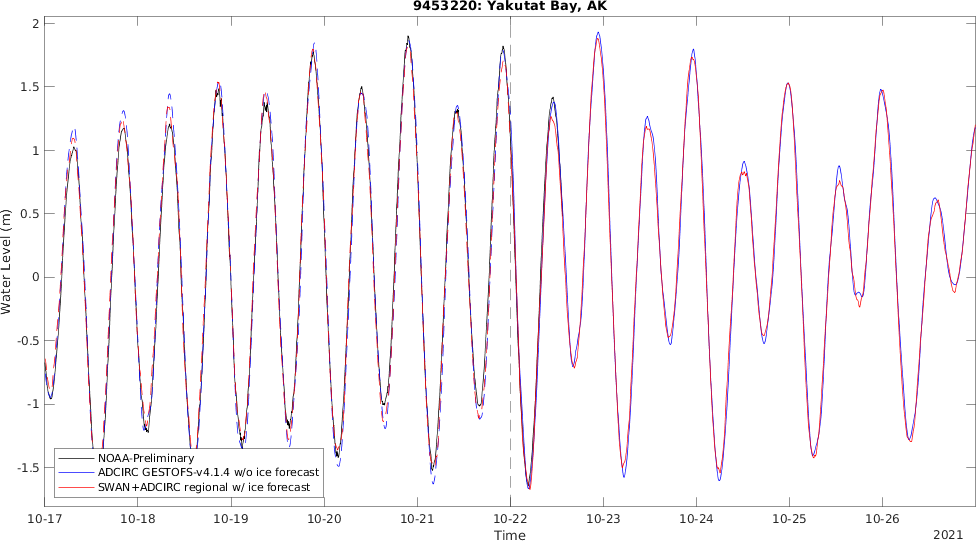 9453220: Yakutat Bay, AK
Water Level (m)
2
1.5
1
0.5
0
-0.5
-1
-1.5
NOAA-Preliminary
ADCIRC GESTOFS-v4.1.4 w/o ice forecast
SWAN+ADCIRC regional w/ ice forecast
10-17 10-18 10-19 10-20 10-21 10-22 10-23 10-24 10-25 10-26
Time
2021